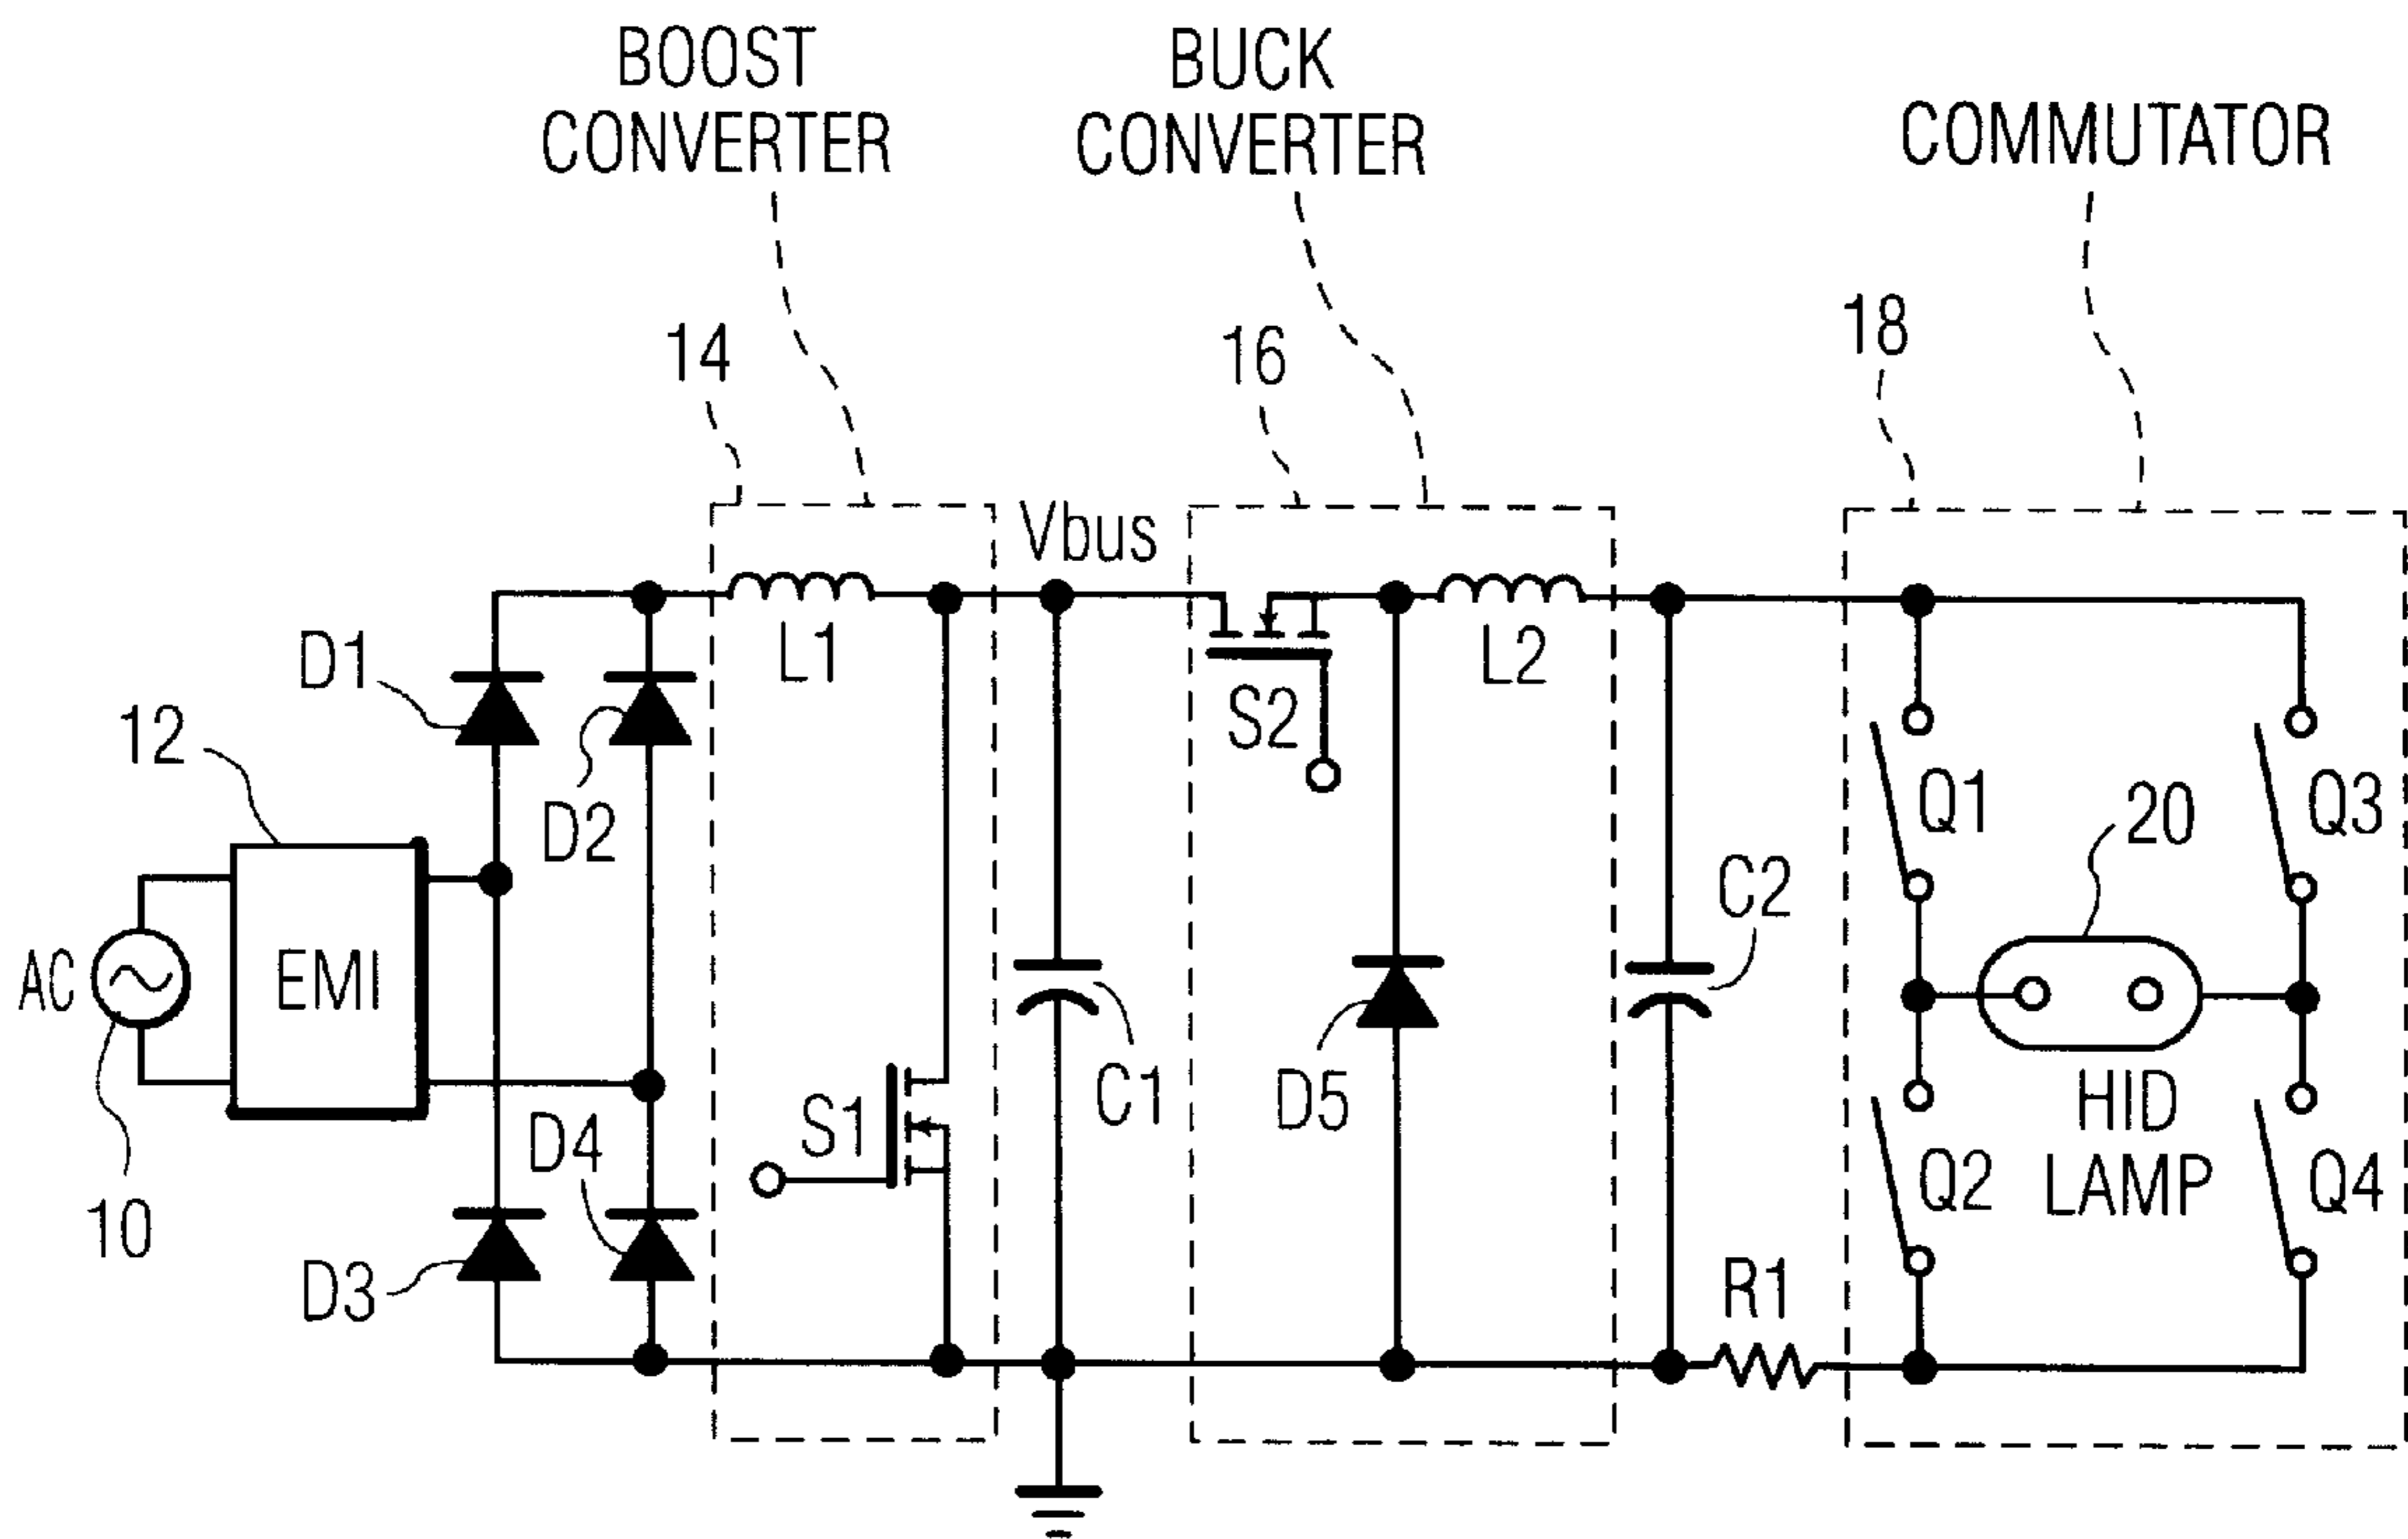 BOOST
CONVERTER
BUCK
CONVERTER
COMMUTATOR
14
16
18
Vbus
L1
L2
D1
D2
S2
12
Q1
20
Q3
C2
AC
EMI
C1
D5
HID
LAMP
S1
D4
Q2
Q4
10
D3
R1